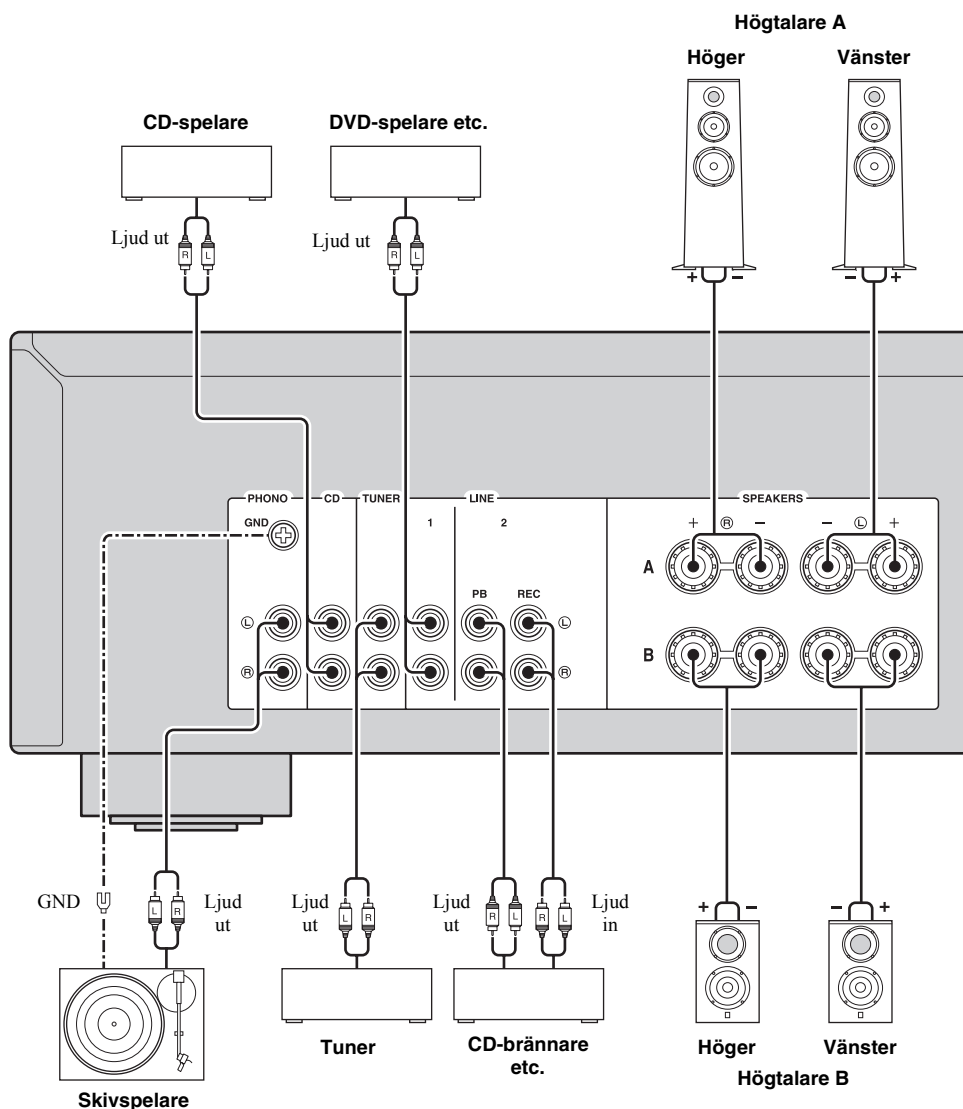 Högtalare A
Höger Vänster
CD-spelare DVD-spelare etc.
Ljud ut R L Ljud ut R L
+ − − +
PHONO CD TUNER LINE SPEAKERS
GND 1 2 + R − − L +
A
PB REC
L L
B
R R
GND L R Ljud ut
Ljud ut L R
Ljud ut R L R L Ljud in
+ − − +
Tuner
CD-brännare etc.
Höger Vänster
Högtalare B
Skivspelare